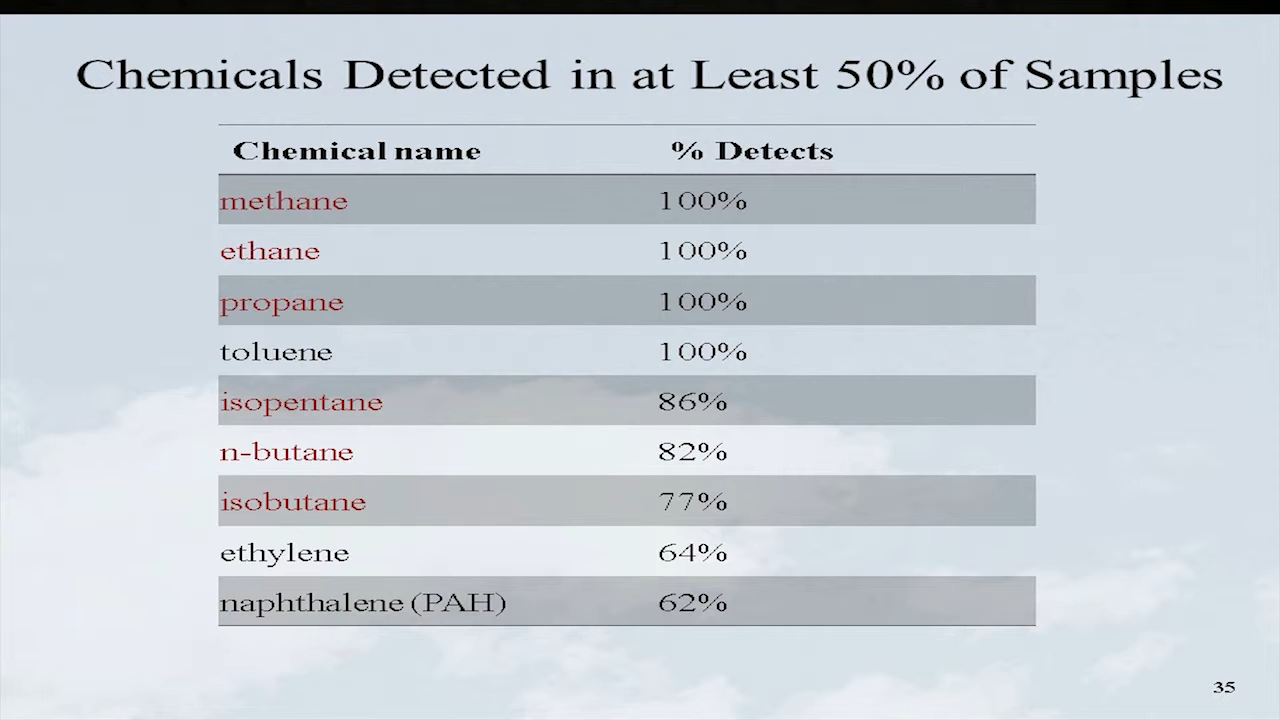 Chemicals Detected in at Least 50% of Samples
Chemical name % Detects
methane 100%
ethane 100%
propane 100%
toluene 100%
isopentane 86%
n-butane 82%
isobutane 77%
ethylene 64%
naphthalene (PAH) 62%
35